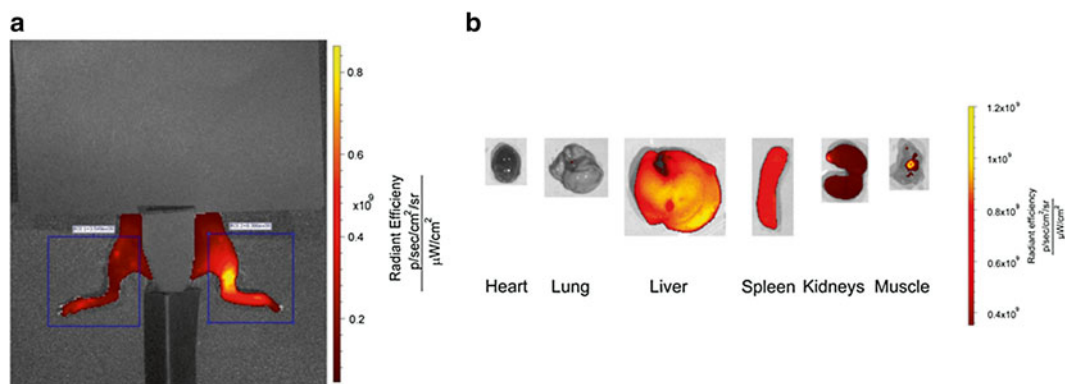 a
b
0.8
0.6
x10⁹
0.4
0.2
Radiant Efficieny
p/sec/cm²/sr
µW/cm²
Heart
Lung
Liver
Spleen
Kidneys
Muscle
1.2x10⁹
1x10⁹
0.8x10⁹
0.6x10⁹
0.4x10⁹
Radiant efficiency
p/sec/cm²/sr
µW/cm²